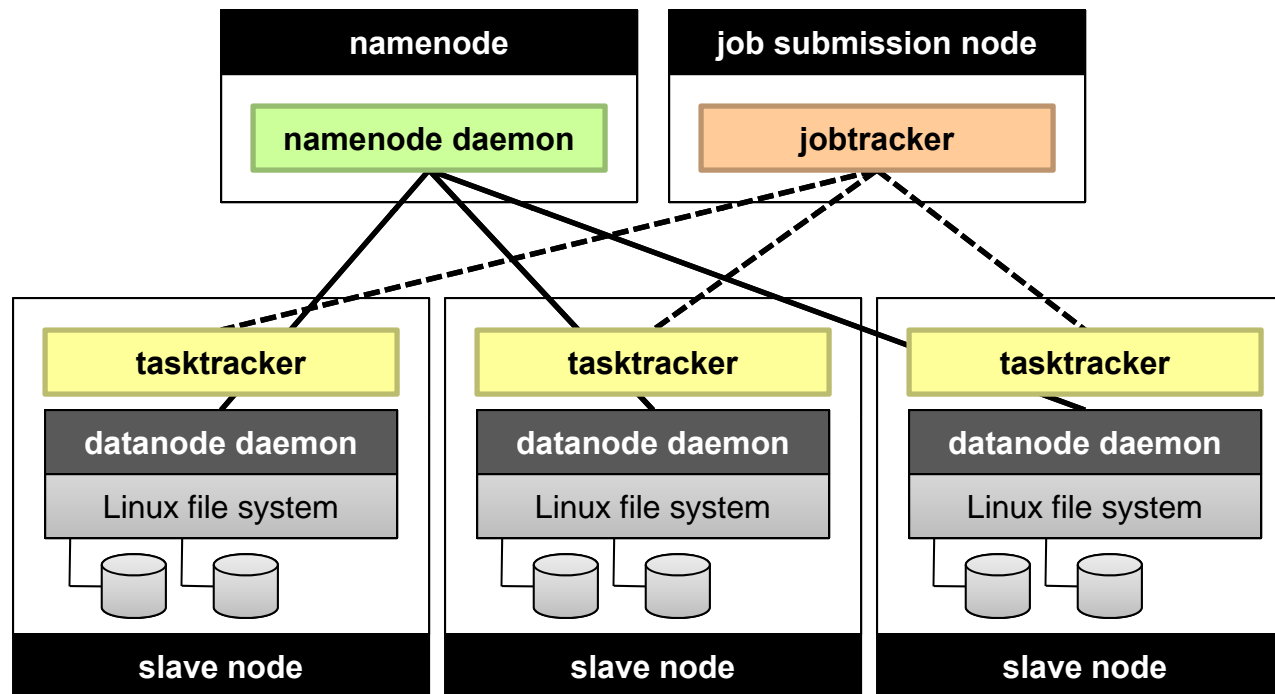 namenode
job submission node
namenode daemon
jobtracker
tasktracker
tasktracker
tasktracker
datanode daemon
datanode daemon
datanode daemon
Linux file system
Linux file system
Linux file system
slave node
slave node
slave node